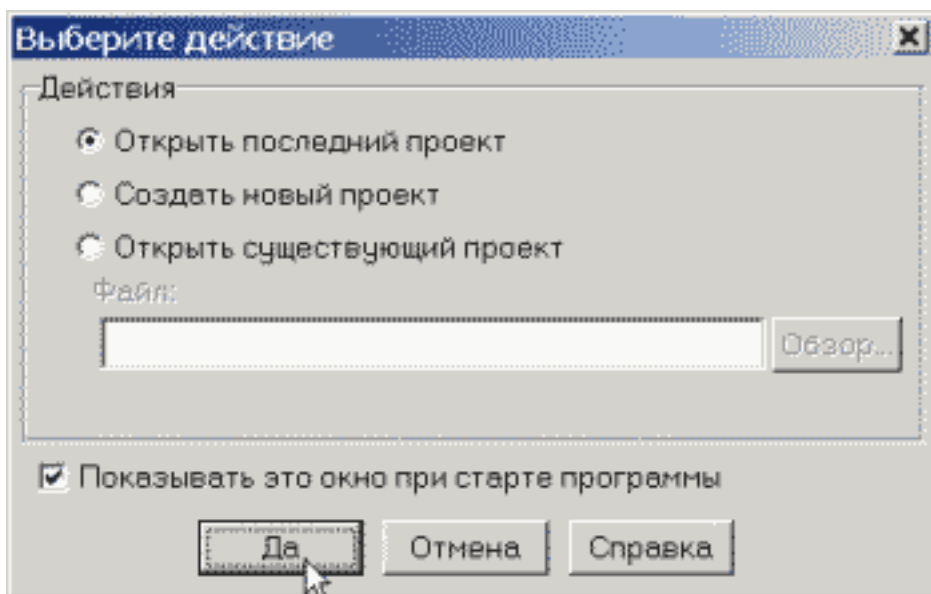 Выберите действие
Действия
Открыть последний проект
Создать новый проект
Открыть существующий проект
Файл:
Обзор...
Показывать это окно при старте программы
Да Отмена Справка